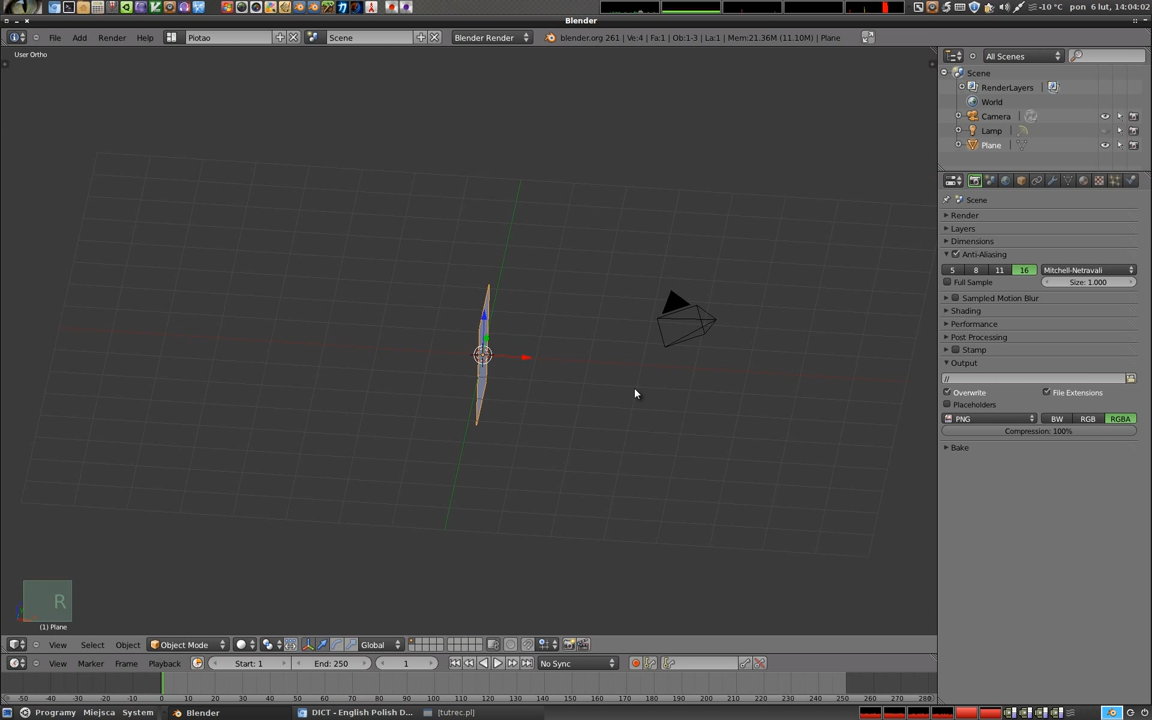 -10 °C pon 6 lut, 14:04:02
Blender
File Add Render Help Piotao Scene Blender Render blender.org 261 | Ve:4 | Fa:1 | Ob:1-3 | La:1 | Mem:21.36M (11.10M) | Plane
User Ortho
All Scenes
Scene
RenderLayers
World
Camera
Lamp
Plane
Scene
Render
Layers
Dimensions
Anti-Aliasing
5 8 11 16 Mitchell-Netravali
Full Sample Size: 1.000
Sampled Motion Blur
Shading
Performance
Post Processing
Stamp
Output
//
Overwrite File Extensions
Placeholders
PNG BW RGB RGBA
Compression: 100%
Bake
R
(1) Plane
View Select Object Object Mode Global
View Marker Frame Playback Start: 1 End: 250 1 No Sync
-50 -40 -30 -20 -10 0 10 20 30 40 50 60 70 80 90 100 110 120 130 140 150 160 170 180 190 200 210 220 230 240 250 260 270 280
Programy Miejsca System Blender DICT - English Polish D... [tutrec.pl]